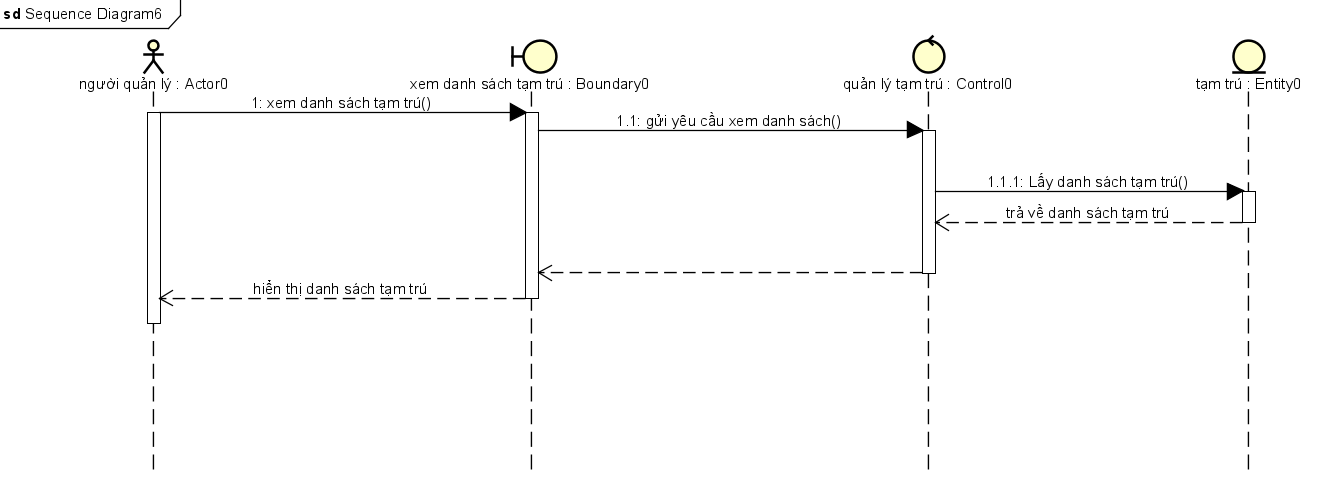 sd Sequence Diagram6
người quản lý : Actor0
xem danh sách tạm trú : Boundary0
quản lý tạm trú : Control0
tạm trú : Entity0
1: xem danh sách tạm trú()
1.1: gửi yêu cầu xem danh sách()
1.1.1: Lấy danh sách tạm trú()
trả về danh sách tạm trú
hiển thị danh sách tạm trú